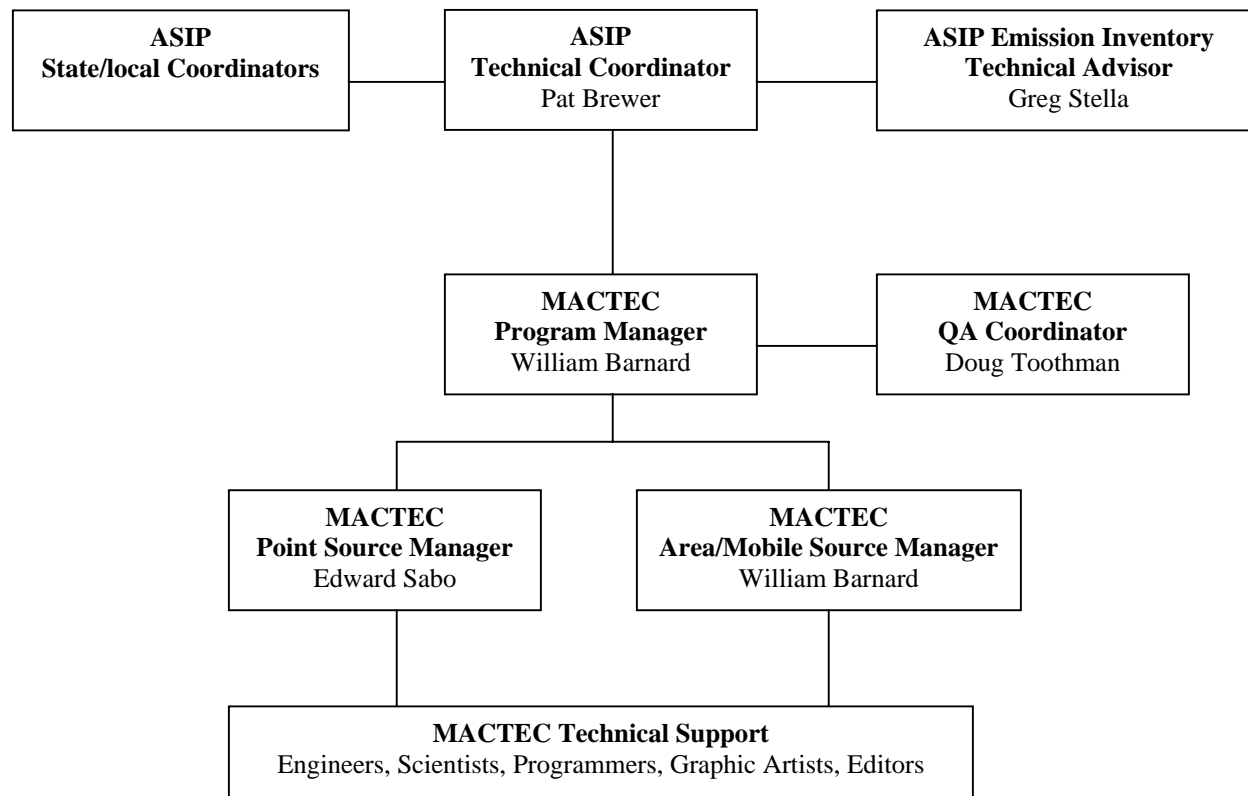 ASIP
State/local Coordinators
ASIP
Technical Coordinator
Pat Brewer
ASIP Emission Inventory
Technical Advisor
Greg Stella
MACTEC
Program Manager
William Barnard
MACTEC
QA Coordinator
Doug Toothman
MACTEC
Point Source Manager
Edward Sabo
MACTEC
Area/Mobile Source Manager
William Barnard
MACTEC Technical Support
Engineers, Scientists, Programmers, Graphic Artists, Editors